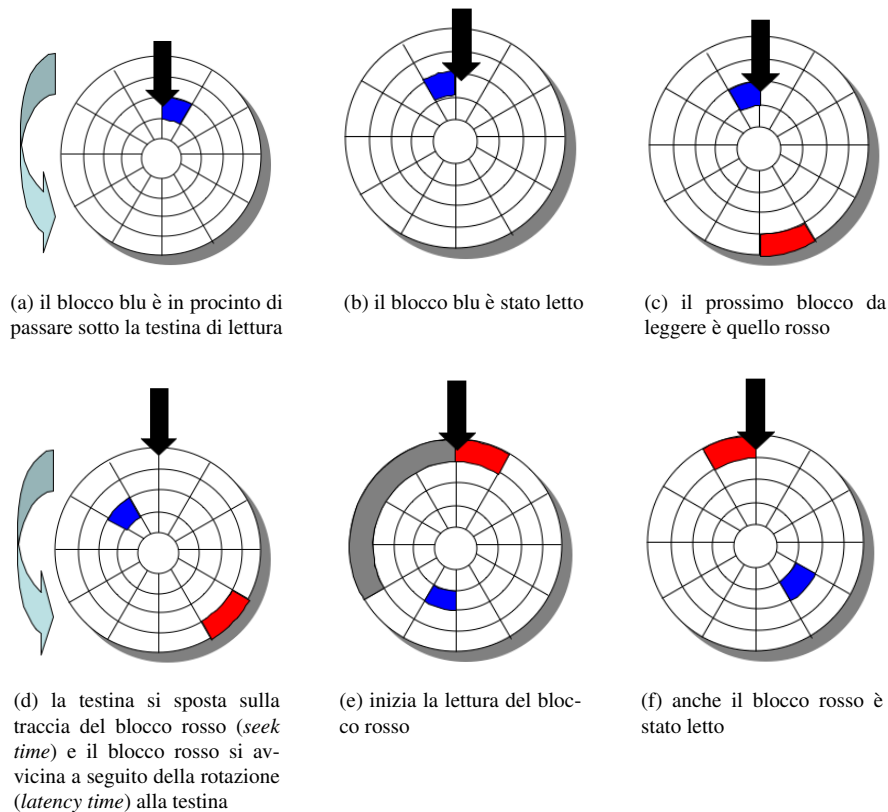 (a) il blocco blu è in procinto di
passare sotto la testina di lettura
(b) il blocco blu è stato letto
(c) il prossimo blocco da
leggere è quello rosso
(d) la testina si sposta sulla
traccia del blocco rosso (seek
time) e il blocco rosso si av-
vicina a seguito della rotazione
(latency time) alla testina
(e) inizia la lettura del bloc-
co rosso
(f) anche il blocco rosso è
stato letto